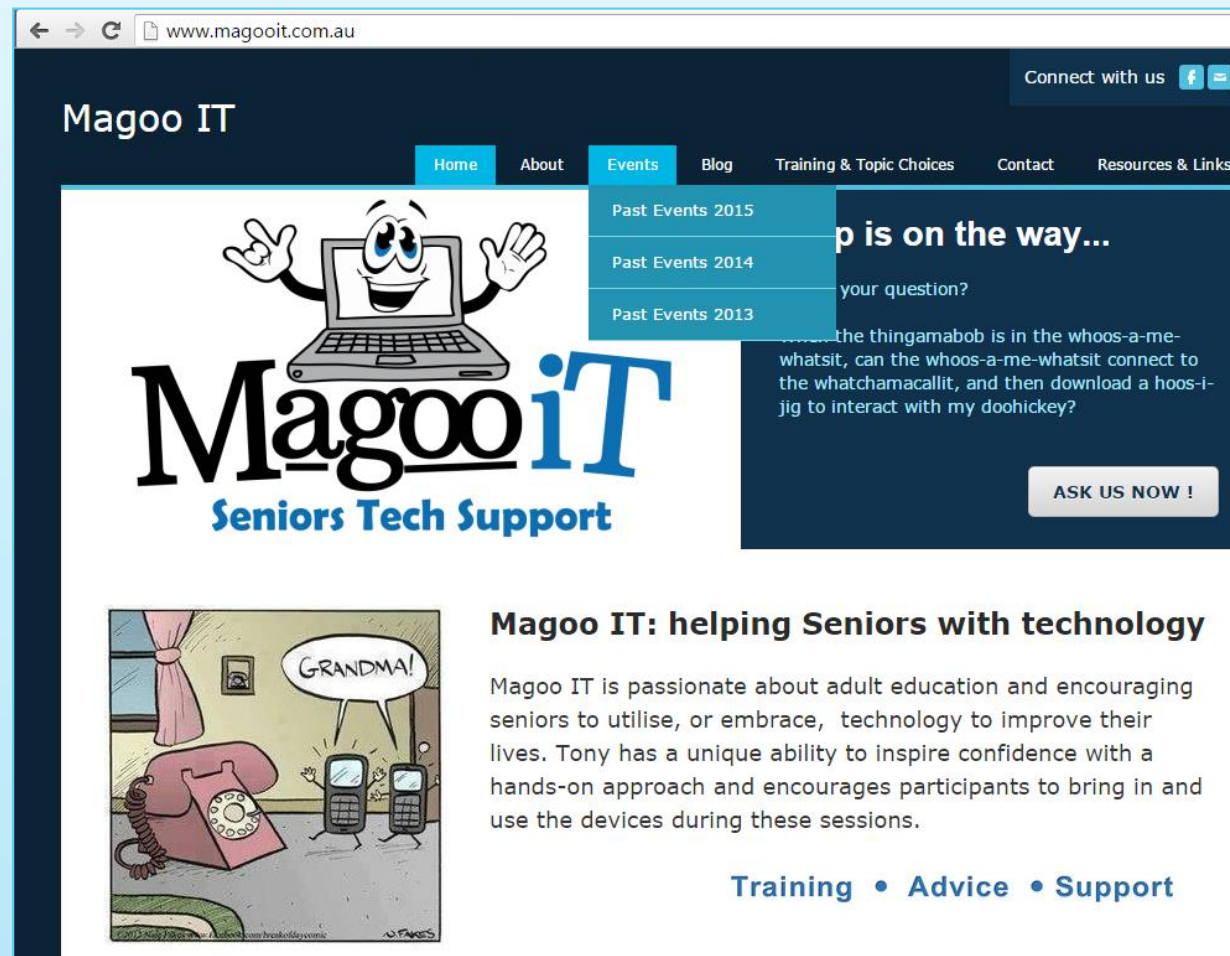 www.magooit.com.au
Connect with us
Magoo IT
Home About Events Blog Training & Topic Choices Contact Resources & Links
Past Events 2015
Past Events 2014
Past Events 2013
p is on the way...
your question?
the thingamabob is in the whoos-a-me-
whatsit, can the whoos-a-me-whatsit connect to
the whatchamacallit, and then download a hoos-i-
jig to interact with my doohickey?
ASK US NOW !
Magoo iT
Seniors Tech Support
GRANDMA!
Magoo IT: helping Seniors with technology
Magoo IT is passionate about adult education and encouraging
seniors to utilise, or embrace, technology to improve their
lives. Tony has a unique ability to inspire confidence with a
hands-on approach and encourages participants to bring in and
use the devices during these sessions.
Training • Advice • Support
N. FAKES